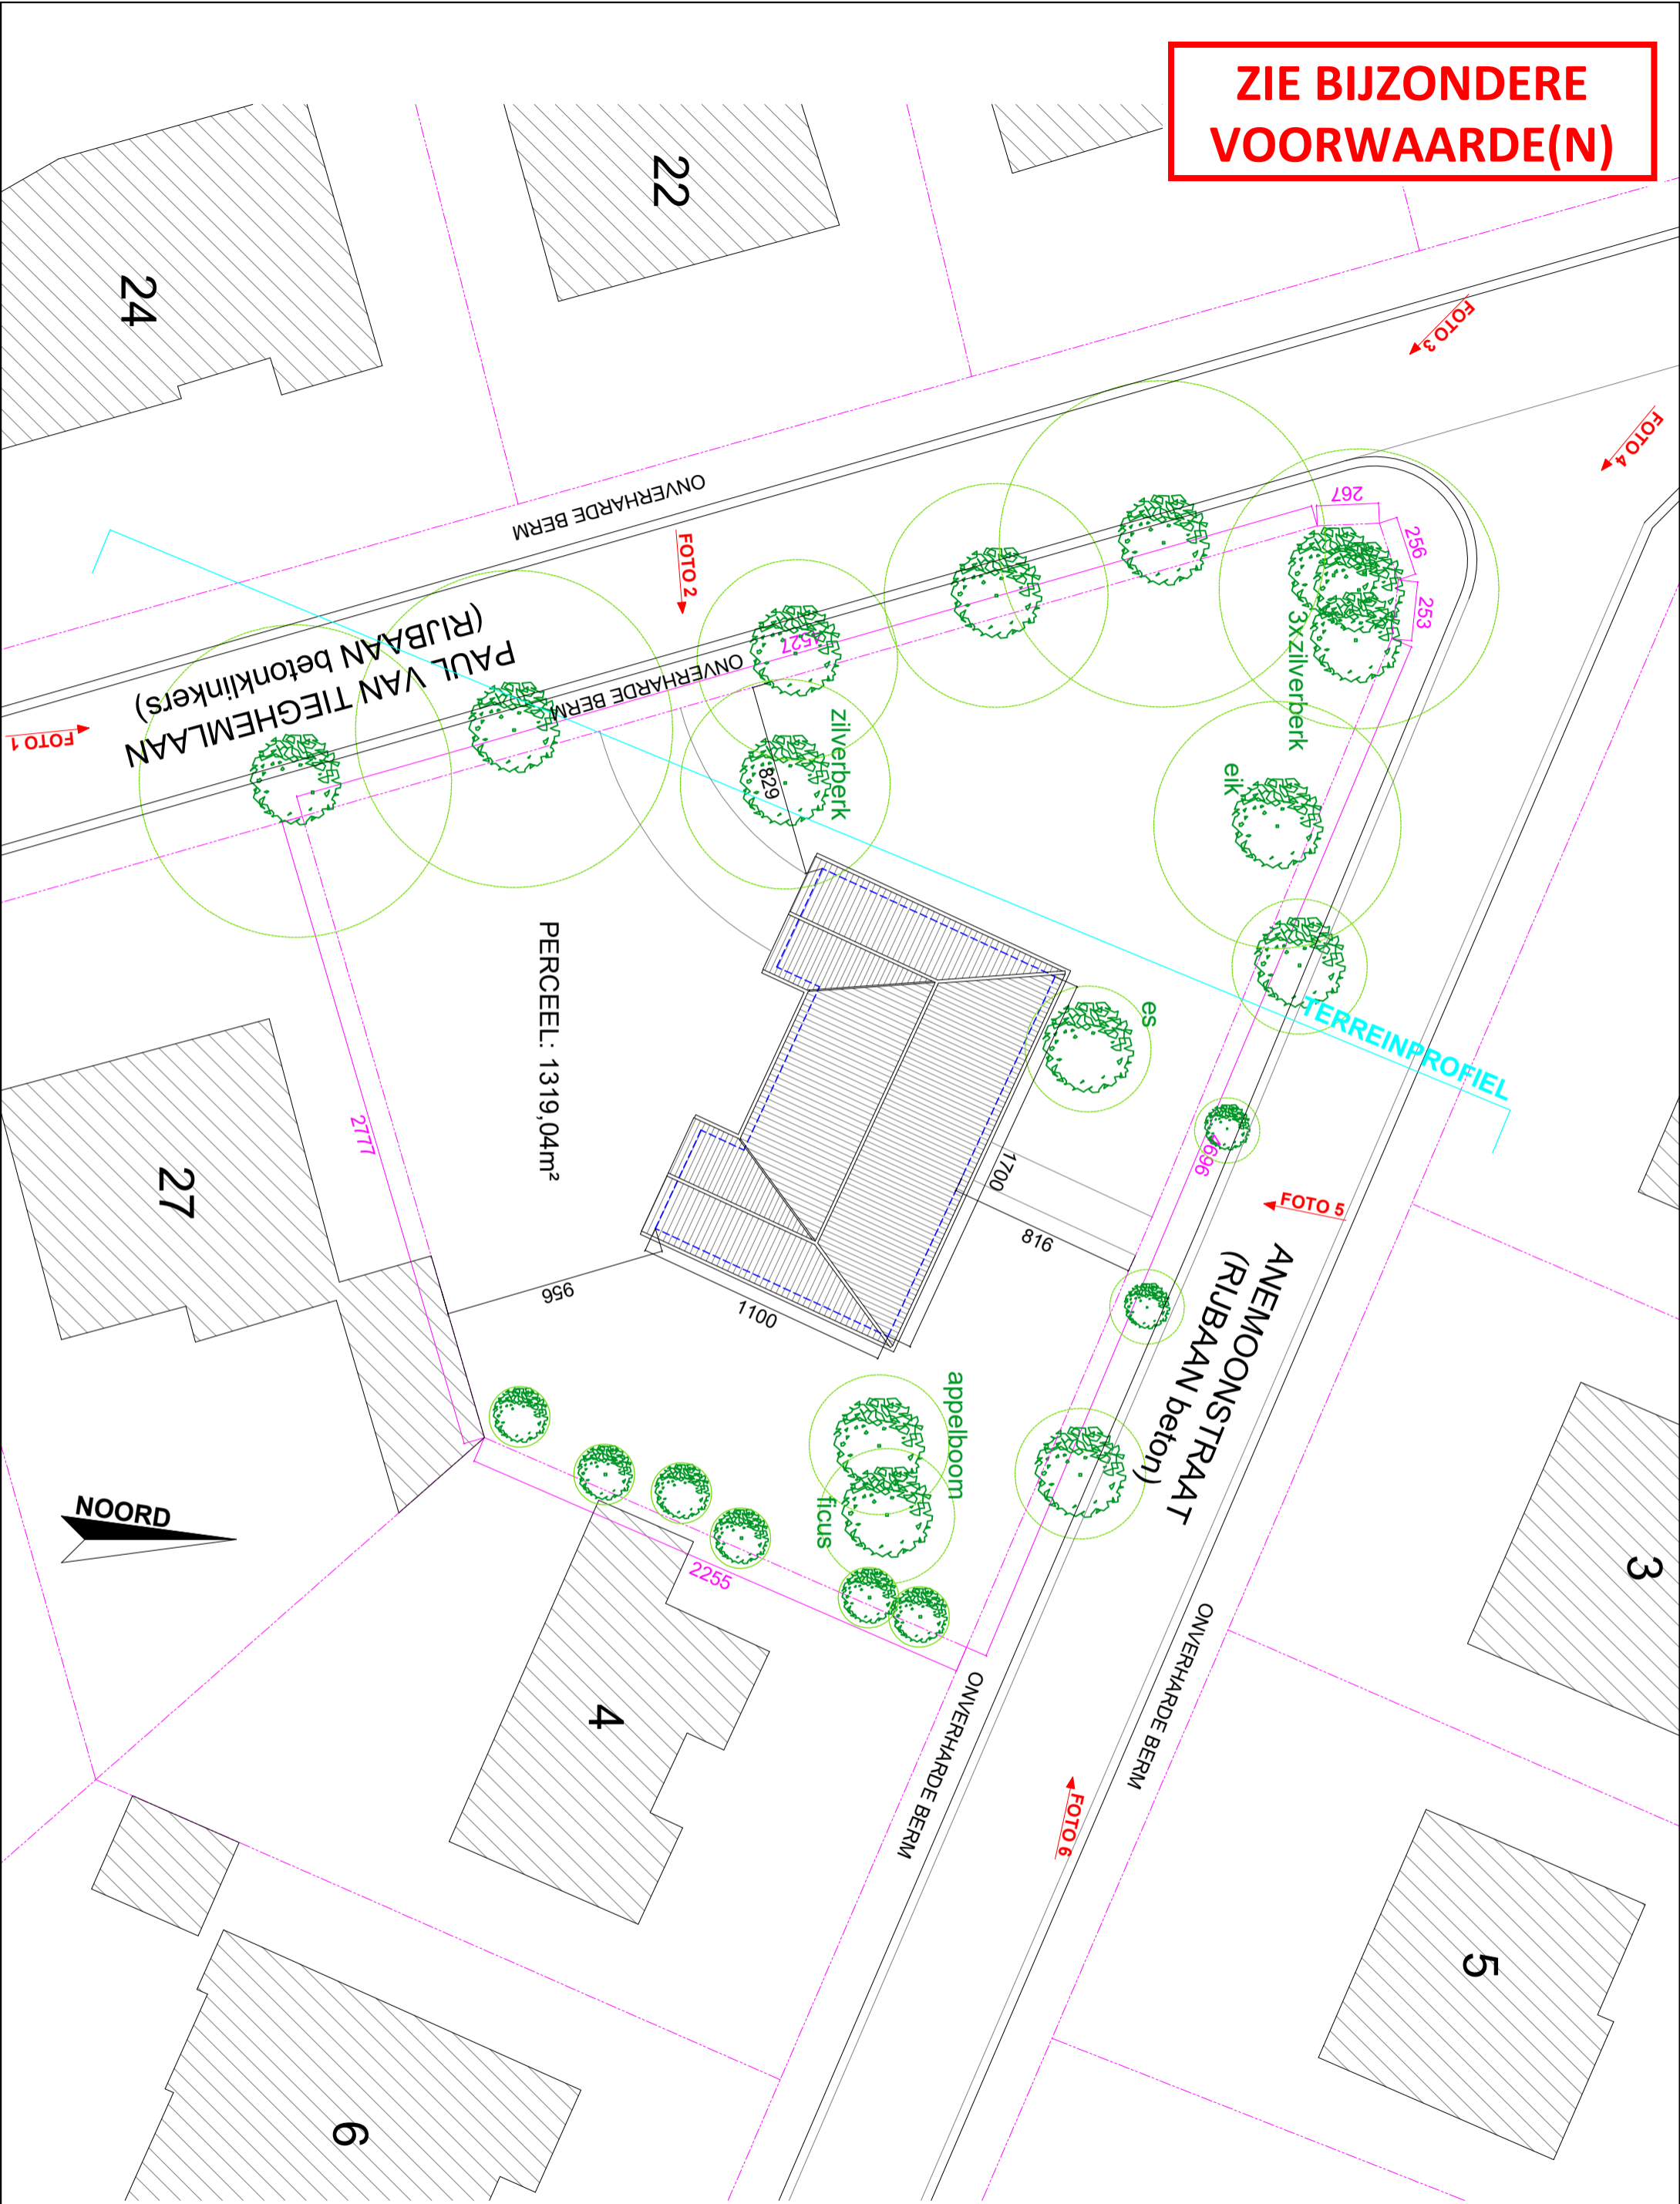 ZIE BIJZONDERE
VOORWAARDE(N)
22
24
FOTO 3
FOTO 4
ONVERHARDE BERM
FOTO 2
267
256
253
3xzilverberk
4527
ONVERHARDE BERM
PAUL VAN TIEGHEMLAAN
(RIJBAAN betonklinkers)
FOTO 1
zilverberk
829
eik
PERCEEL: 1319,04m²
es
TERREINPROFIEL
2777
27
1700
4696
FOTO 5
816
956
1100
ANEMOONSTRAAT
(RIJBAAN beton)
appelboom
ficus
NOORD
2255
3
4
ONVERHARDE BERM
ONVERHARDE BERM
FOTO 6
5
6